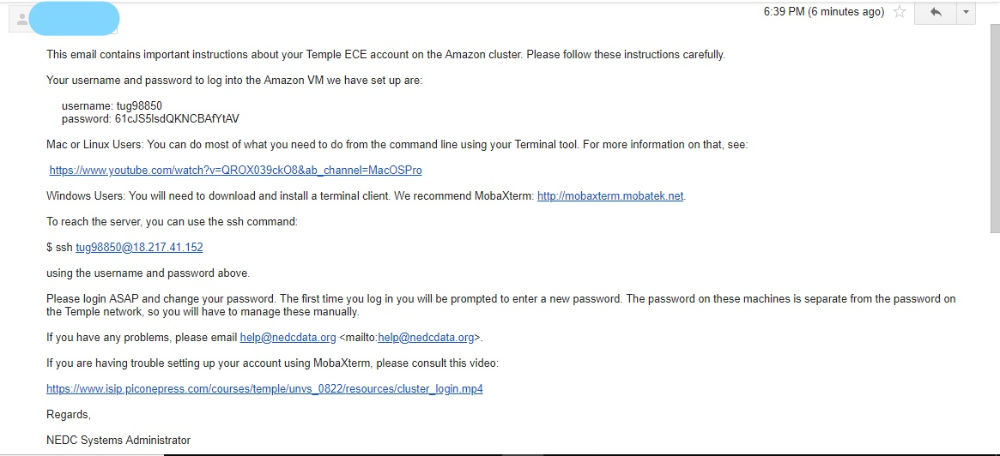 6:39 PM (6 minutes ago)
This email contains important instructions about your Temple ECE account on the Amazon cluster. Please follow these instructions carefully.
Your username and password to log into the Amazon VM we have set up are:
username: tug98850
password: 61cJS5lsdQKNCBAfYtAV
Mac or Linux Users: You can do most of what you need to do from the command line using your Terminal tool. For more information on that, see:
https://www.youtube.com/watch?v=QROX039ckO8&ab_channel=MacOSPro
Windows Users: You will need to download and install a terminal client. We recommend MobaXterm: http://mobaxterm.mobatek.net.
To reach the server, you can use the ssh command:
$ ssh tug98850@18.217.41.152
using the username and password above.
Please login ASAP and change your password. The first time you log in you will be prompted to enter a new password. The password on these machines is separate from the password on
the Temple network, so you will have to manage these manually.
If you have any problems, please email help@nedcdata.org <mailto:help@nedcdata.org>.
If you are having trouble setting up your account using MobaXterm, please consult this video:
https://www.isip.piconepress.com/courses/temple/unvs_0822/resources/cluster_login.mp4
Regards,
NEDC Systems Administrator